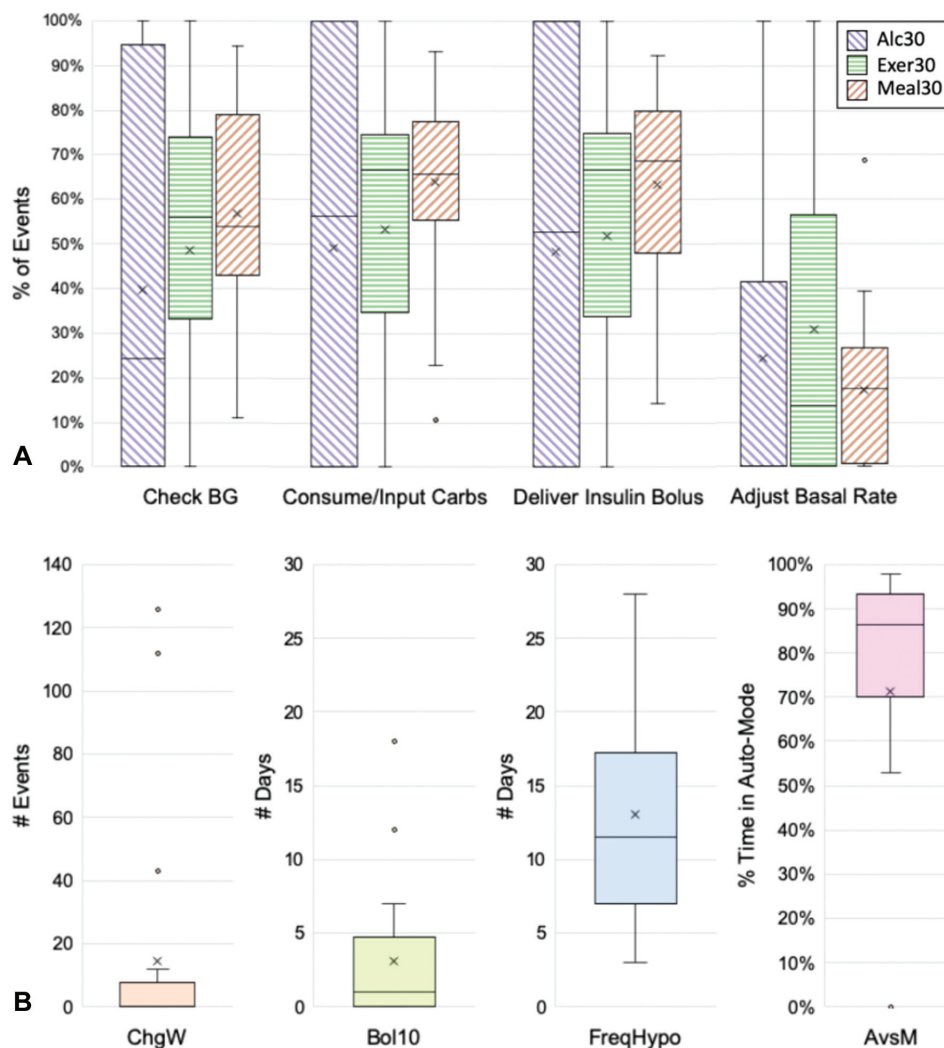 100%
90%
80%
70%
60%
50%
40%
30%
20%
10%
0%
% of Events
Alc30
Exer30
Meal30
A
Check BG
Consume/Input Carbs
Deliver Insulin Bolus
Adjust Basal Rate
140
120
100
80
60
40
20
0
# Events
ChgW
30
25
20
15
10
5
0
# Days
Bol10
30
25
20
15
10
5
0
# Days
FreqHypo
100%
90%
80%
70%
60%
50%
40%
30%
20%
10%
0%
% Time in Auto-Mode
AvsM
B